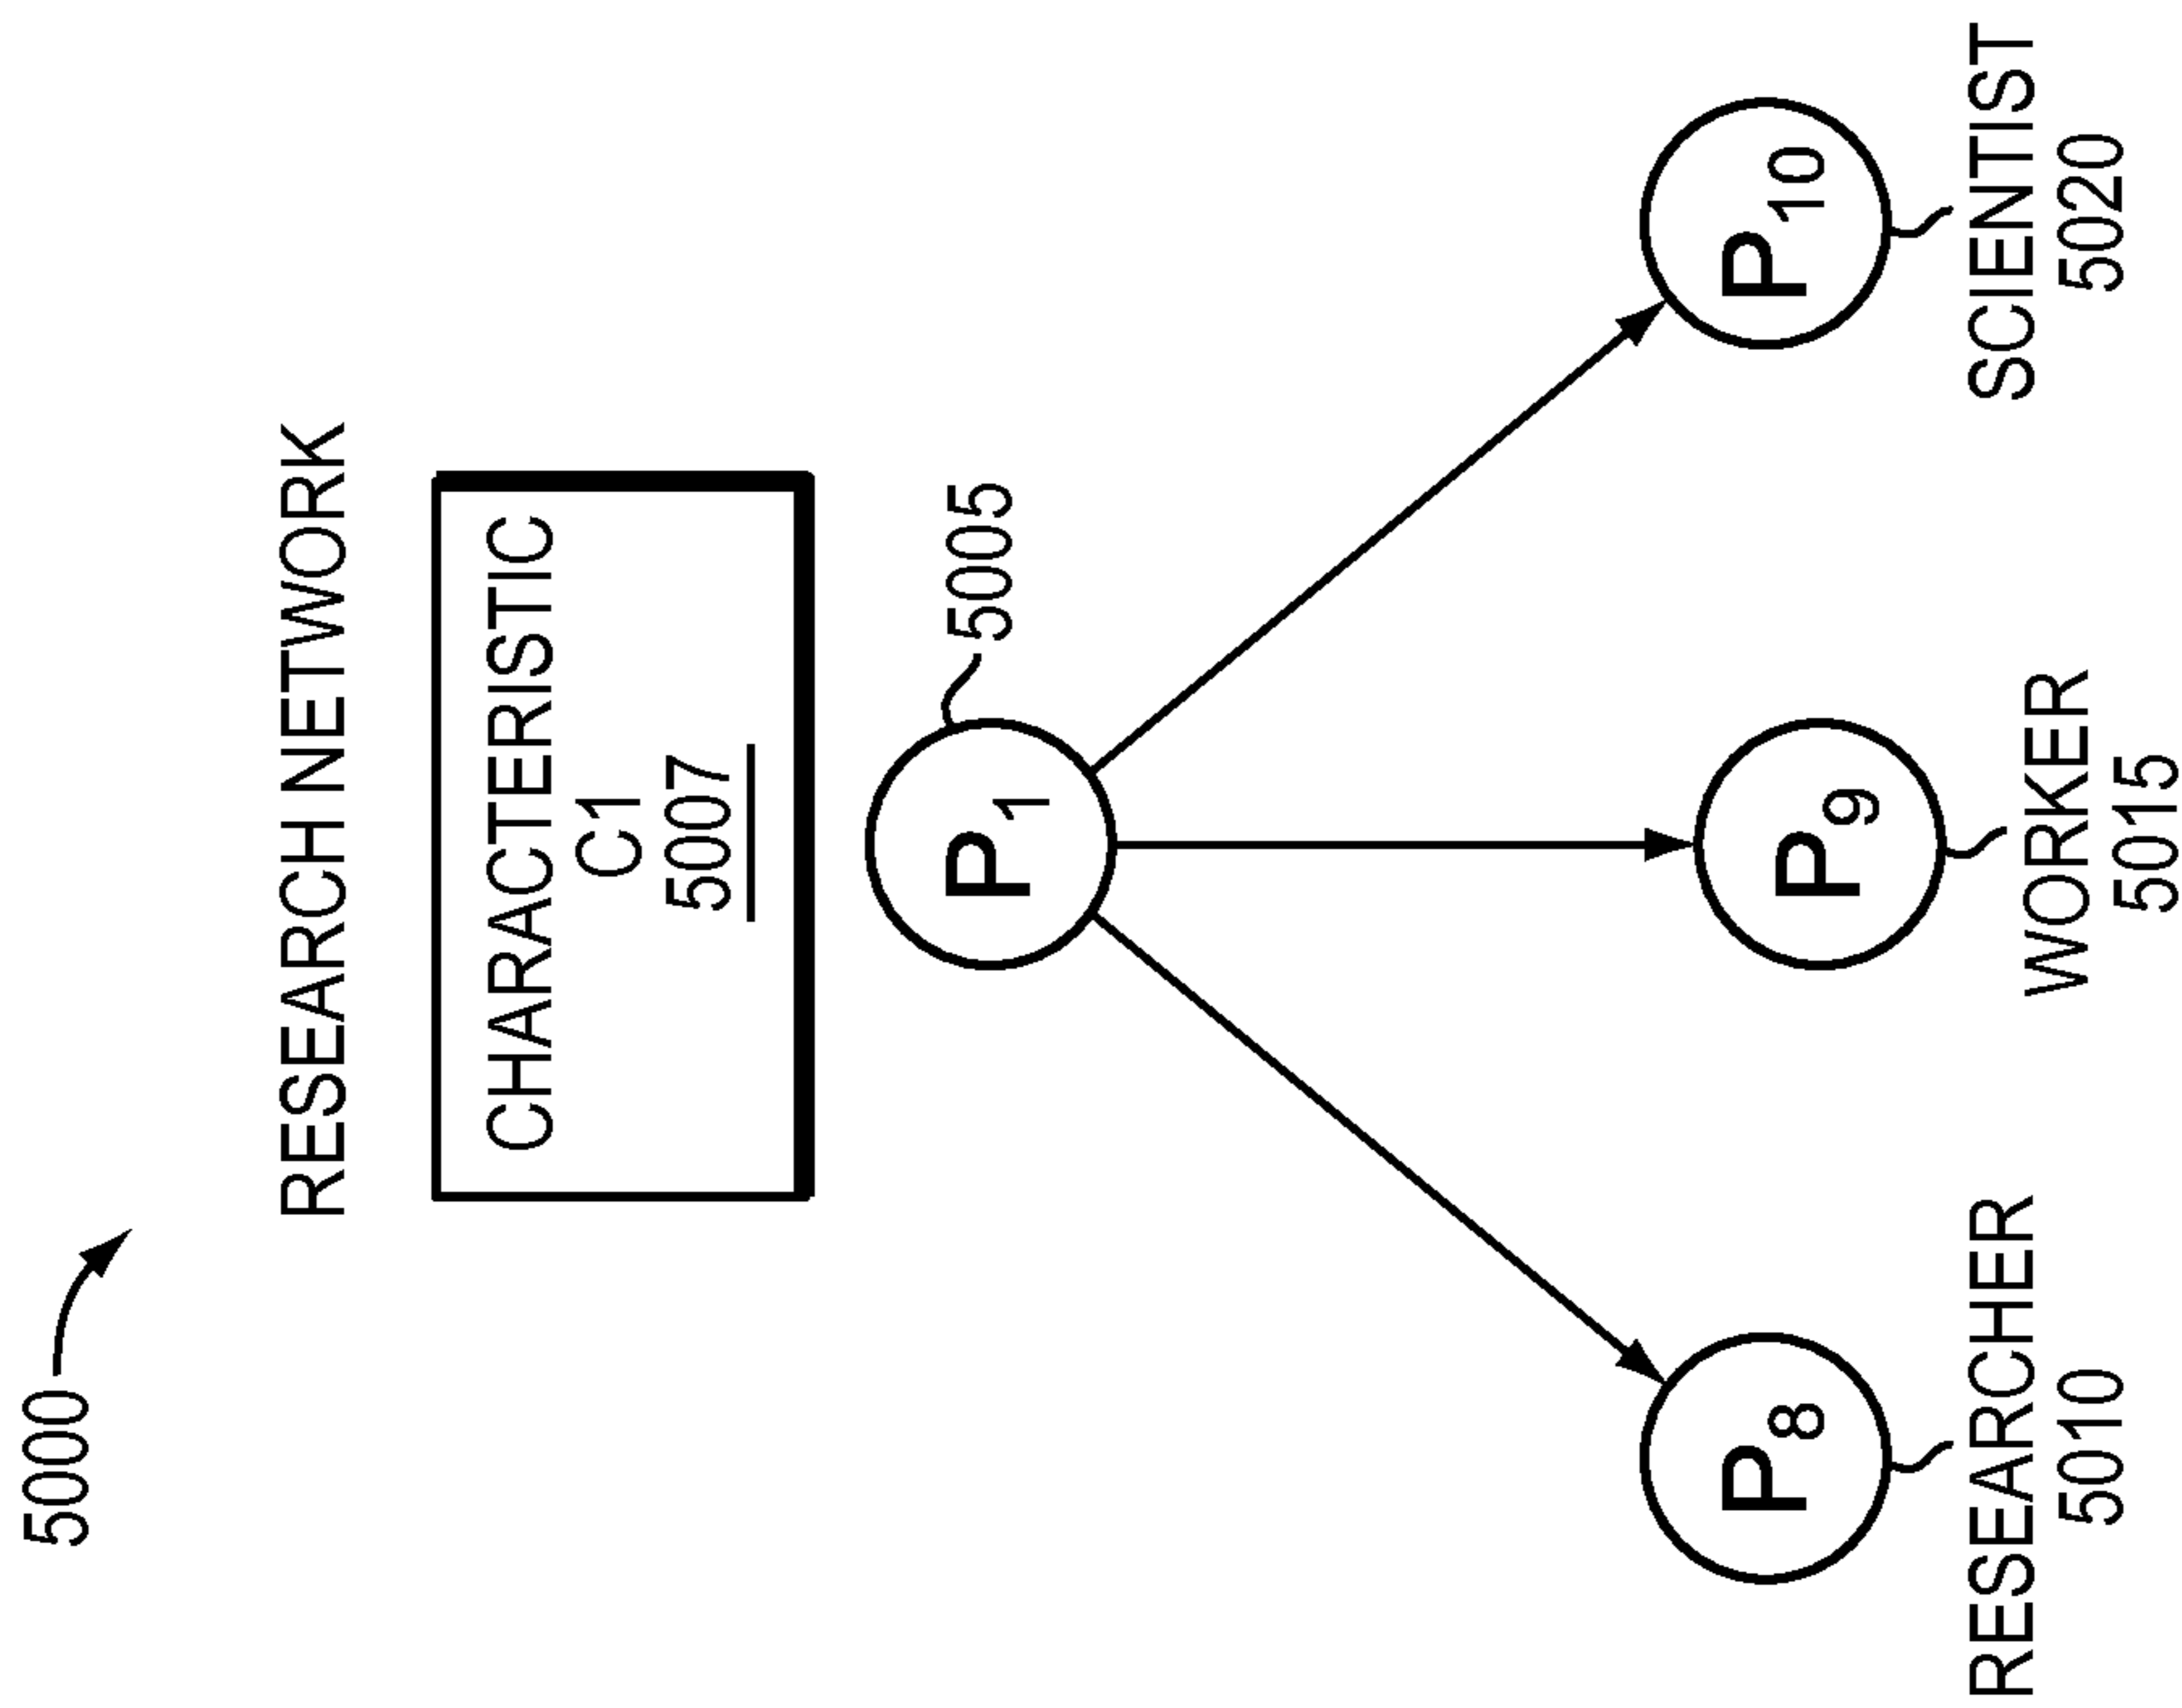 5000
RESEARCH NETWORK
CHARACTERISTIC
C1
5007
P1
5005
P8
P9
P10
RESEARCHER
5010
WORKER
5015
SCIENTIST
5020